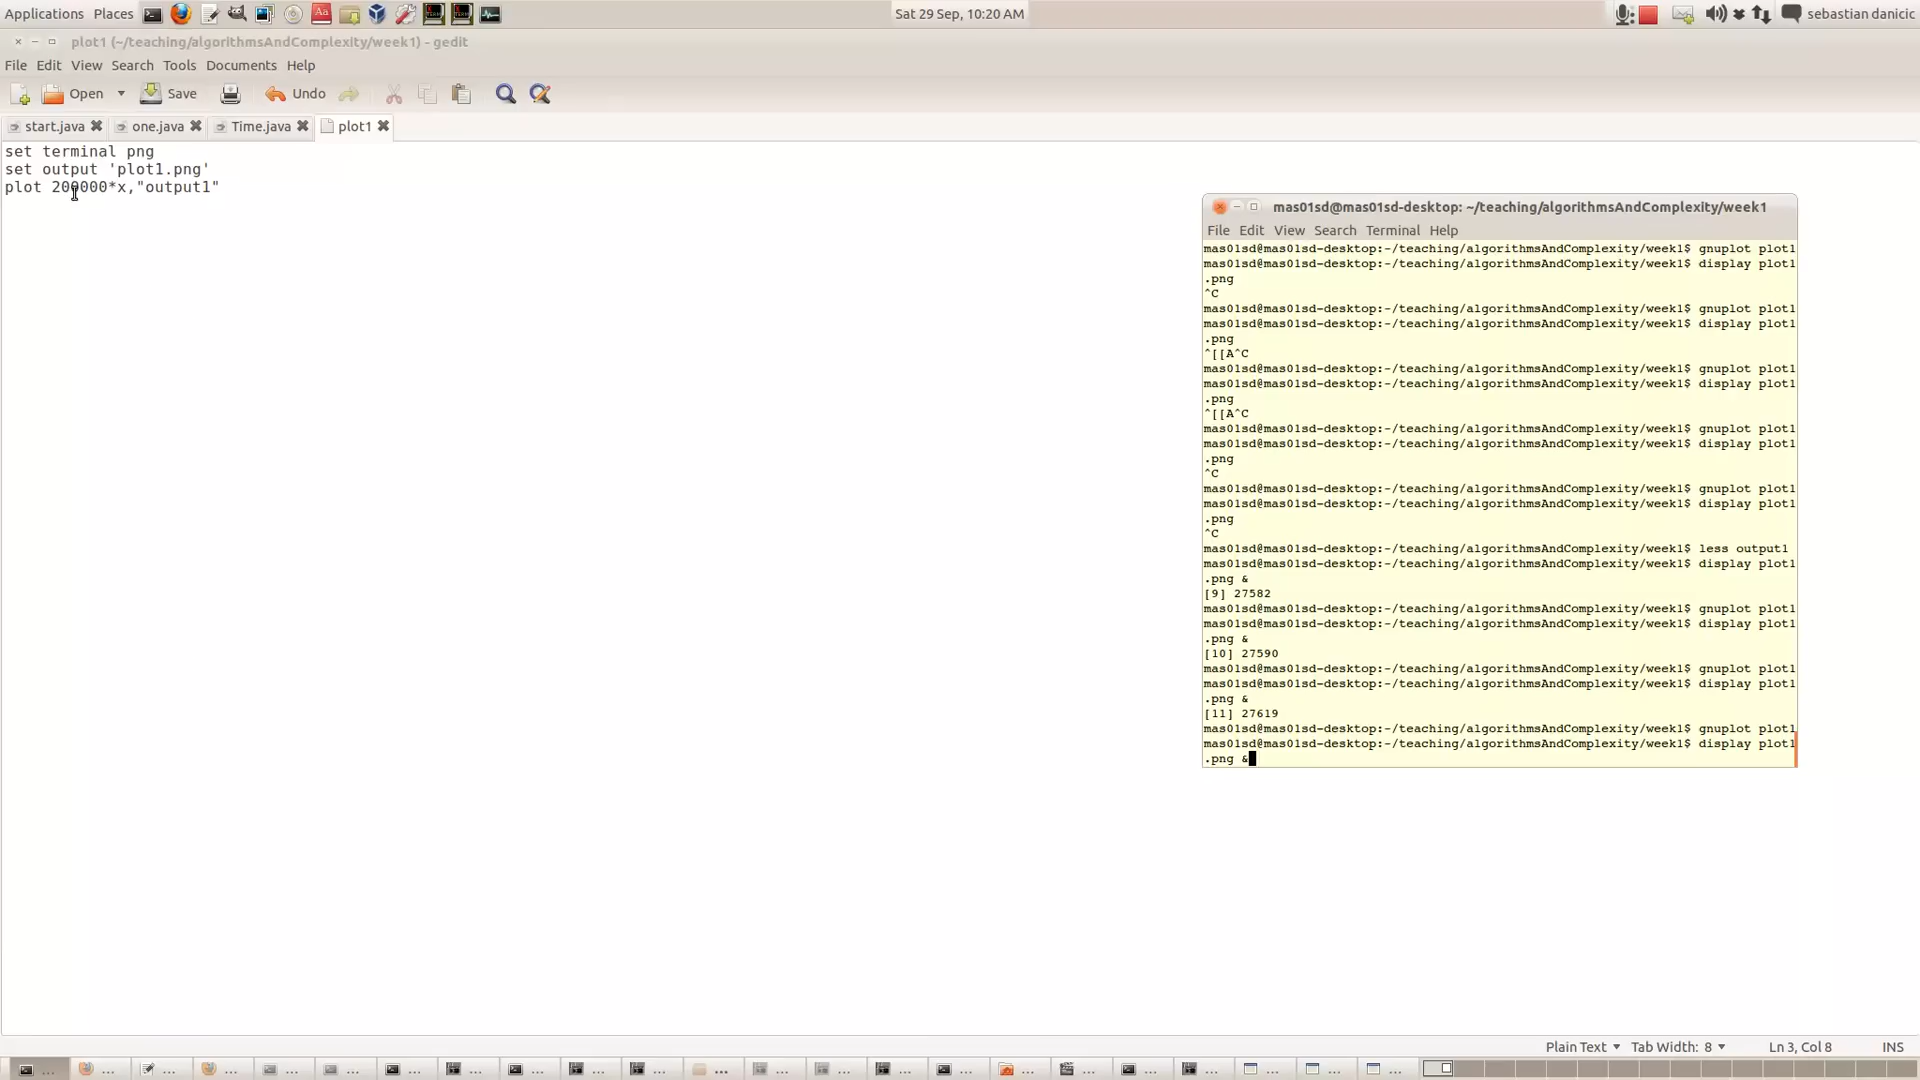 Applications Places Sat 29 Sep, 10:20 AM sebastian danicic
plot1 (~/teaching/algorithmsAndComplexity/week1) - gedit
File Edit View Search Tools Documents Help
Open Save Undo
start.java one.java Time.java plot1
set terminal png
set output 'plot1.png'
plot 200000*x,"output1"
mas01sd@mas01sd-desktop: ~/teaching/algorithmsAndComplexity/week1
File Edit View Search Terminal Help
mas01sd@mas01sd-desktop:~/teaching/algorithmsAndComplexity/week1$ gnuplot plot1
mas01sd@mas01sd-desktop:~/teaching/algorithmsAndComplexity/week1$ display plot1
.png
^C
mas01sd@mas01sd-desktop:~/teaching/algorithmsAndComplexity/week1$ gnuplot plot1
mas01sd@mas01sd-desktop:~/teaching/algorithmsAndComplexity/week1$ display plot1
.png
^[[A^C
mas01sd@mas01sd-desktop:~/teaching/algorithmsAndComplexity/week1$ gnuplot plot1
mas01sd@mas01sd-desktop:~/teaching/algorithmsAndComplexity/week1$ display plot1
.png
^[[A^C
mas01sd@mas01sd-desktop:~/teaching/algorithmsAndComplexity/week1$ gnuplot plot1
mas01sd@mas01sd-desktop:~/teaching/algorithmsAndComplexity/week1$ display plot1
.png
^C
mas01sd@mas01sd-desktop:~/teaching/algorithmsAndComplexity/week1$ gnuplot plot1
mas01sd@mas01sd-desktop:~/teaching/algorithmsAndComplexity/week1$ display plot1
.png
^C
mas01sd@mas01sd-desktop:~/teaching/algorithmsAndComplexity/week1$ less output1
mas01sd@mas01sd-desktop:~/teaching/algorithmsAndComplexity/week1$ display plot1
.png &
[9] 27582
mas01sd@mas01sd-desktop:~/teaching/algorithmsAndComplexity/week1$ gnuplot plot1
mas01sd@mas01sd-desktop:~/teaching/algorithmsAndComplexity/week1$ display plot1
.png &
[10] 27590
mas01sd@mas01sd-desktop:~/teaching/algorithmsAndComplexity/week1$ gnuplot plot1
mas01sd@mas01sd-desktop:~/teaching/algorithmsAndComplexity/week1$ display plot1
.png &
[11] 27619
mas01sd@mas01sd-desktop:~/teaching/algorithmsAndComplexity/week1$ gnuplot plot1
mas01sd@mas01sd-desktop:~/teaching/algorithmsAndComplexity/week1$ display plot1
.png &
Plain Text Tab Width: 8 Ln 3, Col 8 INS